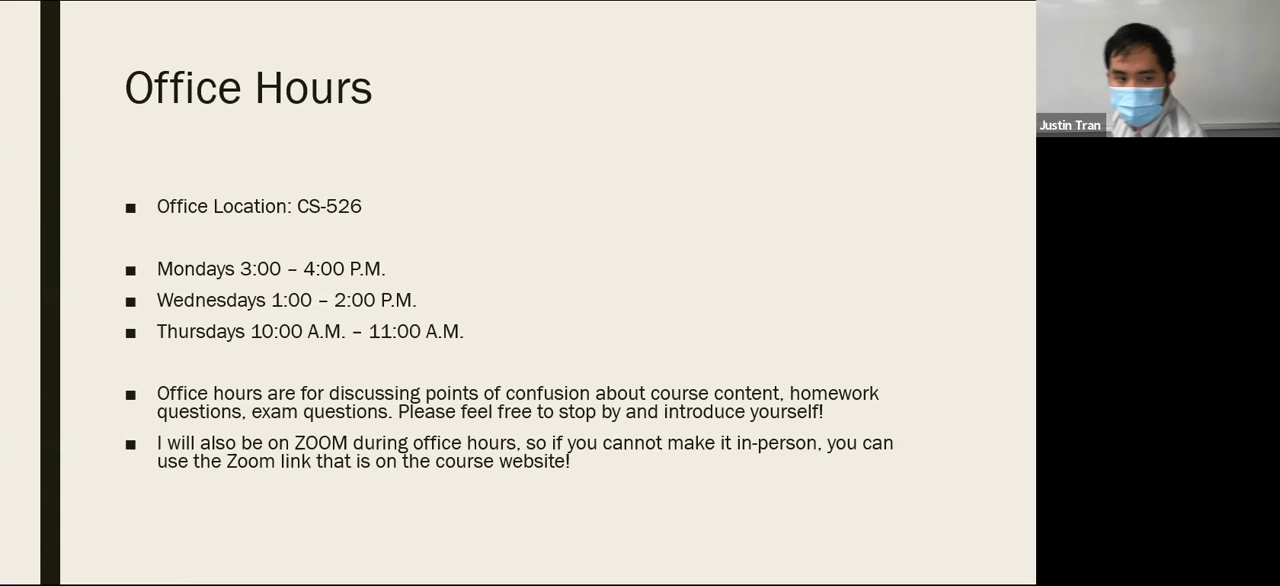 Office Hours
Office Location: CS-526
Mondays 3:00 – 4:00 P.M.
Wednesdays 1:00 – 2:00 P.M.
Thursdays 10:00 A.M. – 11:00 A.M.
Office hours are for discussing points of confusion about course content, homework
questions, exam questions. Please feel free to stop by and introduce yourself!
I will also be on ZOOM during office hours, so if you cannot make it in-person, you can
use the Zoom link that is on the course website!
Justin Tran